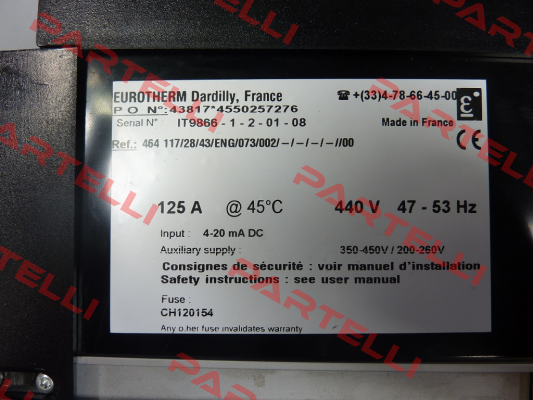 EUROTHERM Dardilly, France ☎ +(33)4-78-66-45-00
P O N°:43817*4550257276
Serial N° IT9866 - 1 - 2 - 01 - 08 Made in France
Ref.: 464 117/28/43/ENG/073/002/-/-/-/-//00
CE
125 A @ 45°C 440 V 47 - 53 Hz
Input : 4-20 mA DC
Auxiliary supply : 350-450V / 200-260V
Consignes de sécurité : voir manuel d'installation
Safety instructions : see user manual
Fuse :
CH120154
Any other fuse invalidates warranty
PARTELLI
PARTELLI
PARTELLI
PARTELLI
PARTELLI
PARTELLI